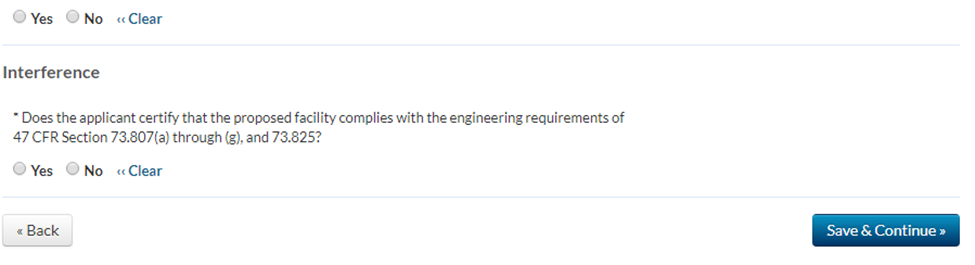 Yes No ‹‹ Clear
Interference
* Does the applicant certify that the proposed facility complies with the engineering requirements of
47 CFR Section 73.807(a) through (g), and 73.825?
Yes No ‹‹ Clear
« Back Save & Continue »